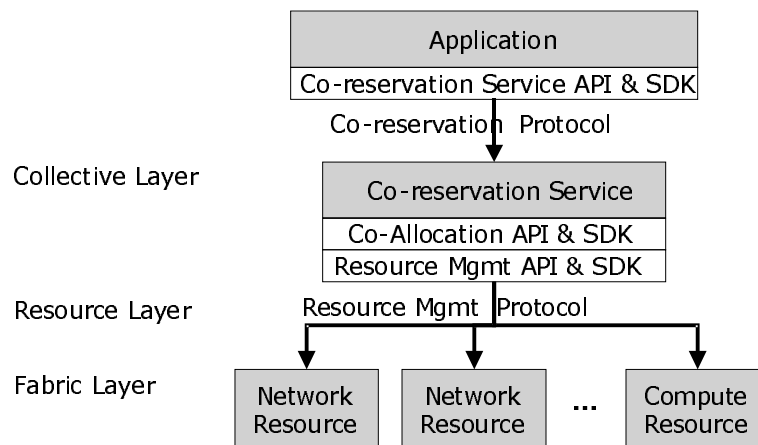 Application
Co-reservation Service API & SDK
Co-reservation Protocol
Collective Layer
Co-reservation Service
Co-Allocation API & SDK
Resource Mgmt API & SDK
Resource Layer
Resource Mgmt Protocol
Fabric Layer
Network
Resource
Network
Resource
...
Compute
Resource